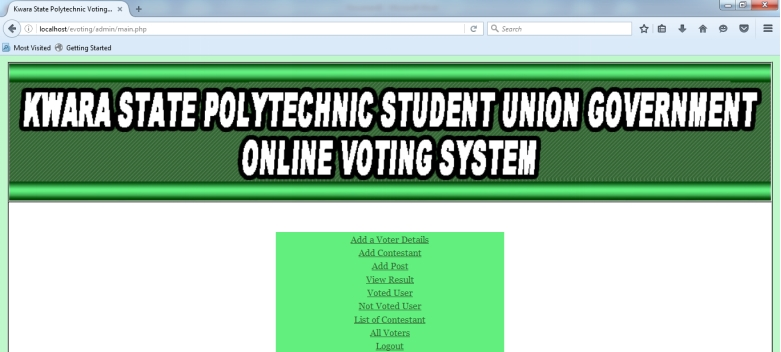 Kwara State Polytechnic Voting...
localhost/evoting/admin/main.php
Search
Most Visited
Getting Started
KWARA STATE POLYTECHNIC STUDENT UNION GOVERNMENT
ONLINE VOTING SYSTEM
Add a Voter Details
Add Contestant
Add Post
View Result
Voted User
Not Voted User
List of Contestant
All Voters
Logout